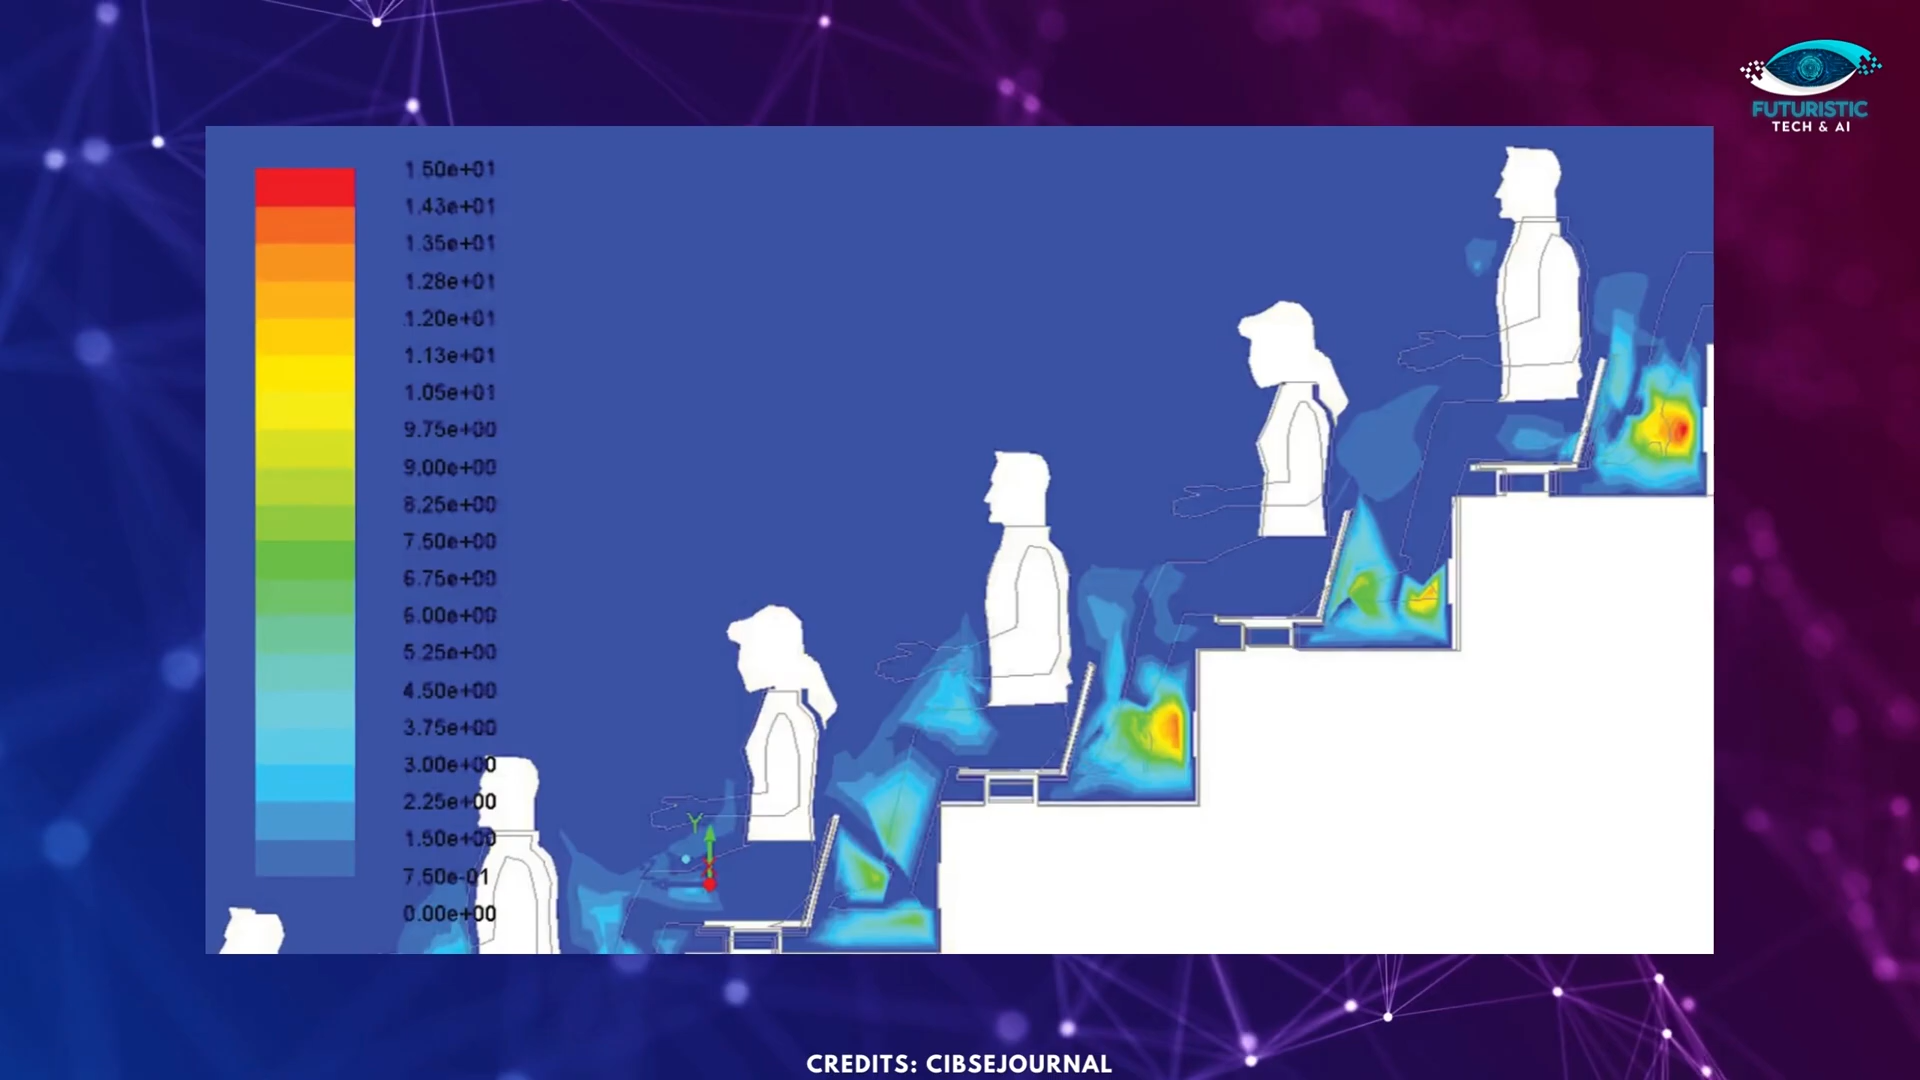 FUTURISTIC
TECH & AI
1.50e+01
1.43e+01
1.35e+01
1.28e+01
1.20e+01
1.13e+01
1.05e+01
9.75e+00
9.00e+00
8.25e+00
7.50e+00
6.75e+00
6.00e+00
5.25e+00
4.50e+00
3.75e+00
3.00e+00
2.25e+00
1.50e+00
7.50e-01
0.00e+00
Y
CREDITS: CIBSEJOURNAL